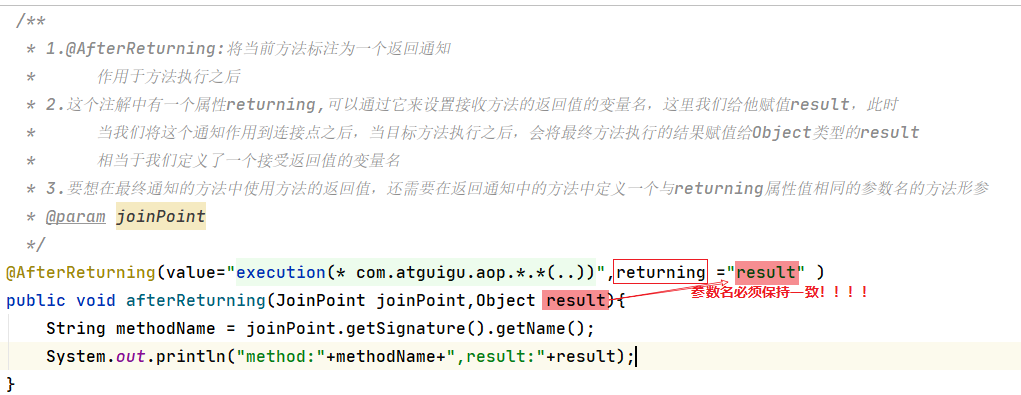 /**
* 1.@AfterReturning:将当前方法标注为一个返回通知
* 作用于方法执行之后
* 2.这个注解中有一个属性returning,可以通过它来设置接收方法的返回值的变量名，这里我们给他赋值result，此时
* 当我们将这个通知作用到连接点之后，当目标方法执行之后，会将最终方法执行的结果赋值给Object类型的result
* 相当于我们定义了一个接受返回值的变量名
* 3.要想在最终通知的方法中使用方法的返回值，还需要在返回通知中的方法中定义一个与returning属性值相同的参数名的方法形参
* @param joinPoint
*/
@AfterReturning(value="execution(* com.atguigu.aop.*.*(..))",returning ="result" )
参数名必须保持一致！！！！
public void afterReturning(JoinPoint joinPoint,Object result){
String methodName = joinPoint.getSignature().getName();
System.out.println("method:"+methodName+",result:"+result);
}